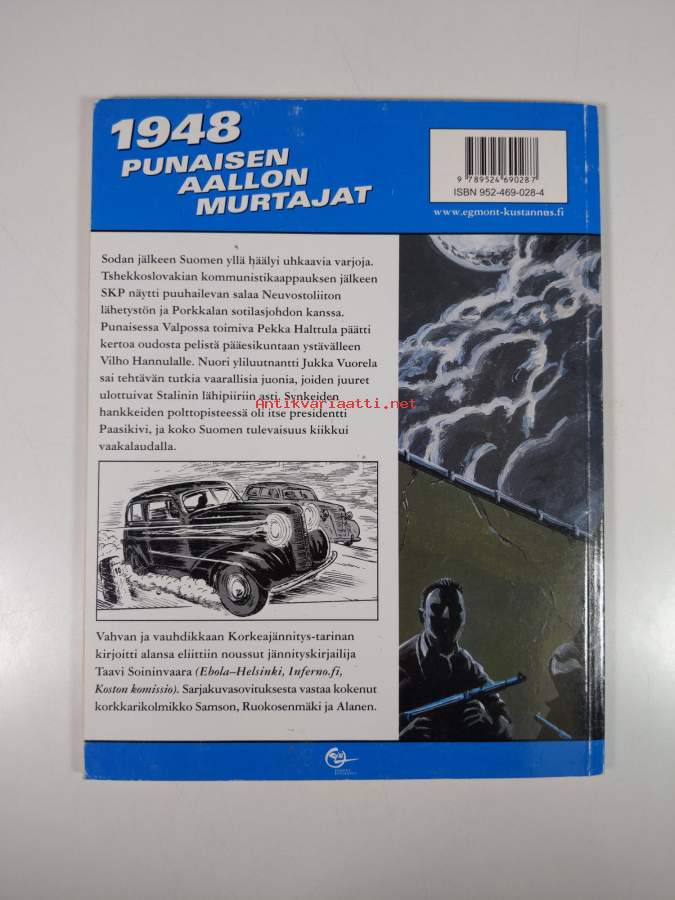 1948
PUNAISEN
AALLON
MURTAJAT
9 789524 690287
ISBN 952-469-028-4
www.egmont-kustannus.fi
Sodan jälkeen Suomen yllä häälyi uhkaavia varjoja.
Tshekkoslovakian kommunistikaappauksen jälkeen
SKP näytti puuhailevan salaa Neuvostoliiton
lähetystön ja Porkkalan sotilasjohdon kanssa.
Punaisessa Valpossa toimiva Pekka Halttula päätti
kertoa oudosta pelistä pääesikuntaan ystävälleen
Vilho Hannulalle. Nuori yliluutnantti Jukka Vuorela
sai tehtävän tutkia vaarallisia juonia, joiden juuret
ulottuivat Stalinin lähipiiriin asti. Synkeiden
hankkeiden polttopisteessä oli itse presidentti
Paasikivi, ja koko Suomen tulevaisuus kiikkui
vaakalaudalla.
Antikvariaatti.net
Vahvan ja vauhdikkaan Korkeajännitys-tarinan
kirjoitti alansa eliittiin noussut jännityskirjailija
Taavi Soininvaara (Ebola–Helsinki, Inferno.fi,
Koston komissio). Sarjakuvasovituksesta vastaa kokenut
korkkarikolmikko Samson, Ruokosenmäki ja Alanen.